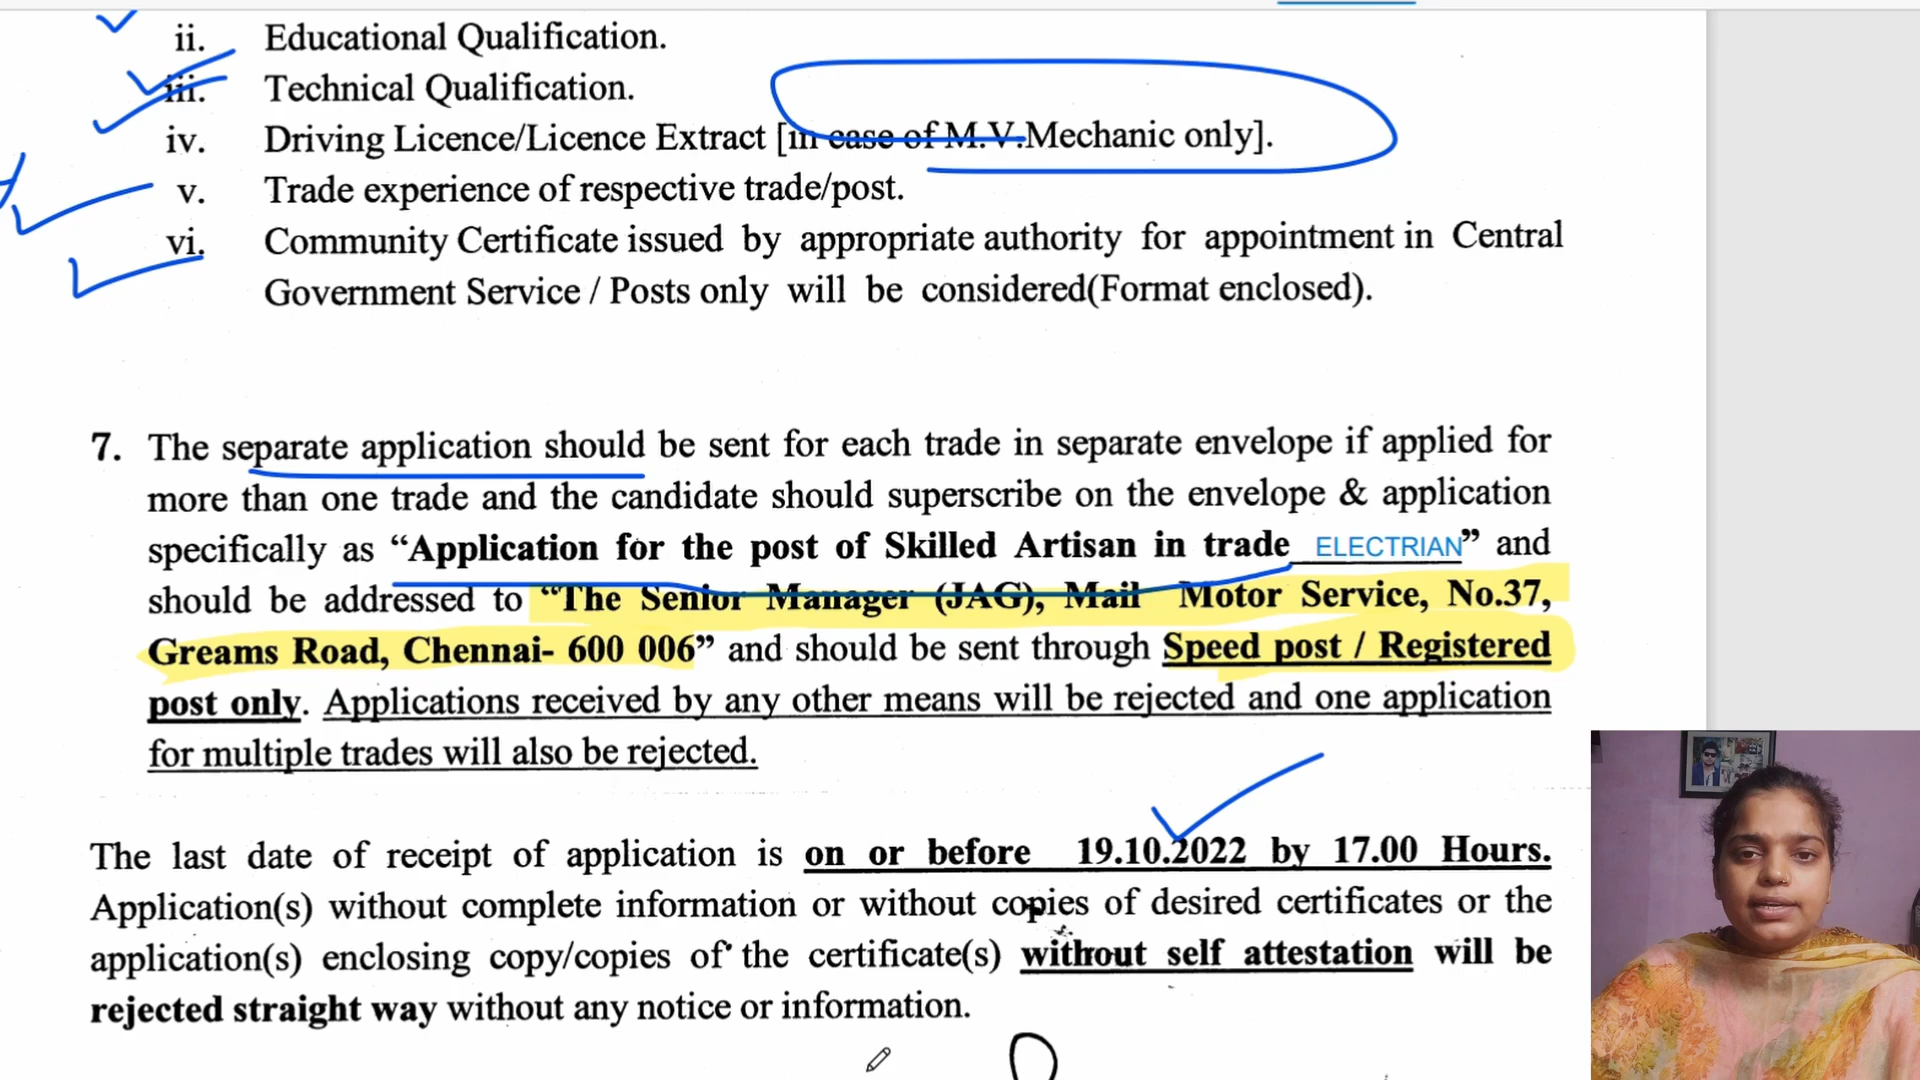 ii. Educational Qualification.
iii. Technical Qualification.
iv. Driving Licence/Licence Extract [in case of M.V.Mechanic only].
v. Trade experience of respective trade/post.
vi. Community Certificate issued by appropriate authority for appointment in Central
Government Service / Posts only will be considered(Format enclosed).
7. The separate application should be sent for each trade in separate envelope if applied for
more than one trade and the candidate should superscribe on the envelope & application
specifically as “Application for the post of Skilled Artisan in trade ELECTRIAN” and
should be addressed to “The Senior Manager (JAG), Mail Motor Service, No.37,
Greams Road, Chennai- 600 006” and should be sent through Speed post / Registered
post only. Applications received by any other means will be rejected and one application
for multiple trades will also be rejected.
The last date of receipt of application is on or before 19.10.2022 by 17.00 Hours.
Application(s) without complete information or without copies of desired certificates or the
application(s) enclosing copy/copies of the certificate(s) without self attestation will be
rejected straight way without any notice or information.